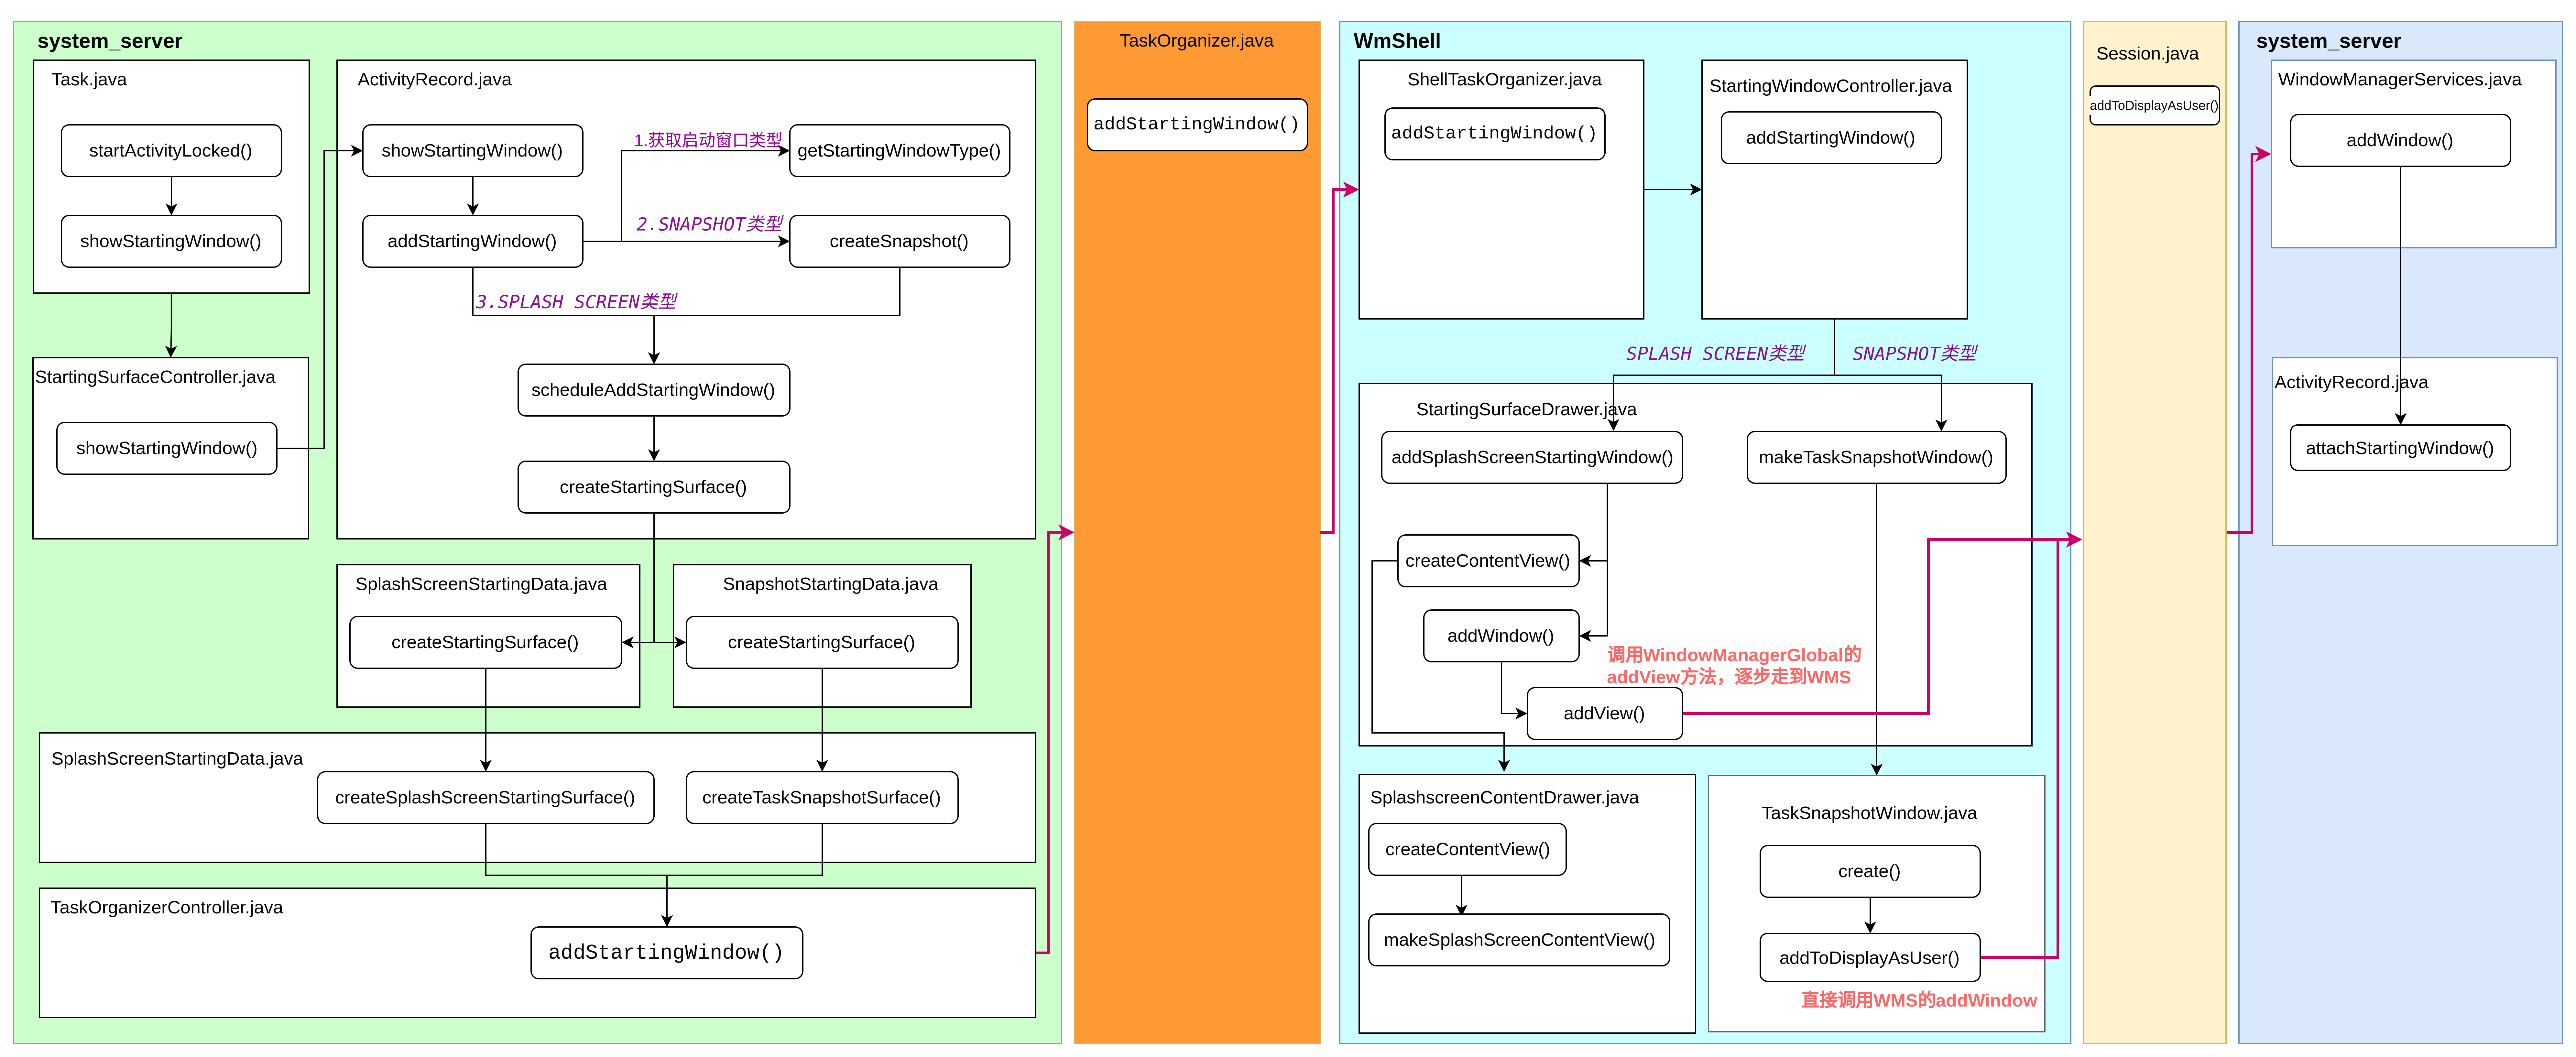 system_server
Task.java
startActivityLocked()
showStartingWindow()
StartingSurfaceController.java
showStartingWindow()
ActivityRecord.java
showStartingWindow()
1.获取启动窗口类型
getStartingWindowType()
addStartingWindow()
2.SNAPSHOT类型
createSnapshot()
3.SPLASH SCREEN类型
scheduleAddStartingWindow()
createStartingSurface()
SplashScreenStartingData.java
createStartingSurface()
SnapshotStartingData.java
createStartingSurface()
SplashScreenStartingData.java
createSplashScreenStartingSurface()
createTaskSnapshotSurface()
TaskOrganizerController.java
addStartingWindow()
TaskOrganizer.java
addStartingWindow()
WmShell
ShellTaskOrganizer.java
addStartingWindow()
StartingWindowController.java
addStartingWindow()
SPLASH SCREEN类型
SNAPSHOT类型
StartingSurfaceDrawer.java
addSplashScreenStartingWindow()
makeTaskSnapshotWindow()
createContentView()
addWindow()
调用WindowManagerGlobal的
addView方法，逐步走到WMS
addView()
SplashscreenContentDrawer.java
createContentView()
makeSplashScreenContentView()
TaskSnapshotWindow.java
create()
addToDisplayAsUser()
直接调用WMS的addWindow
Session.java
addToDisplayAsUser()
system_server
WindowManagerServices.java
addWindow()
ActivityRecord.java
attachStartingWindow()